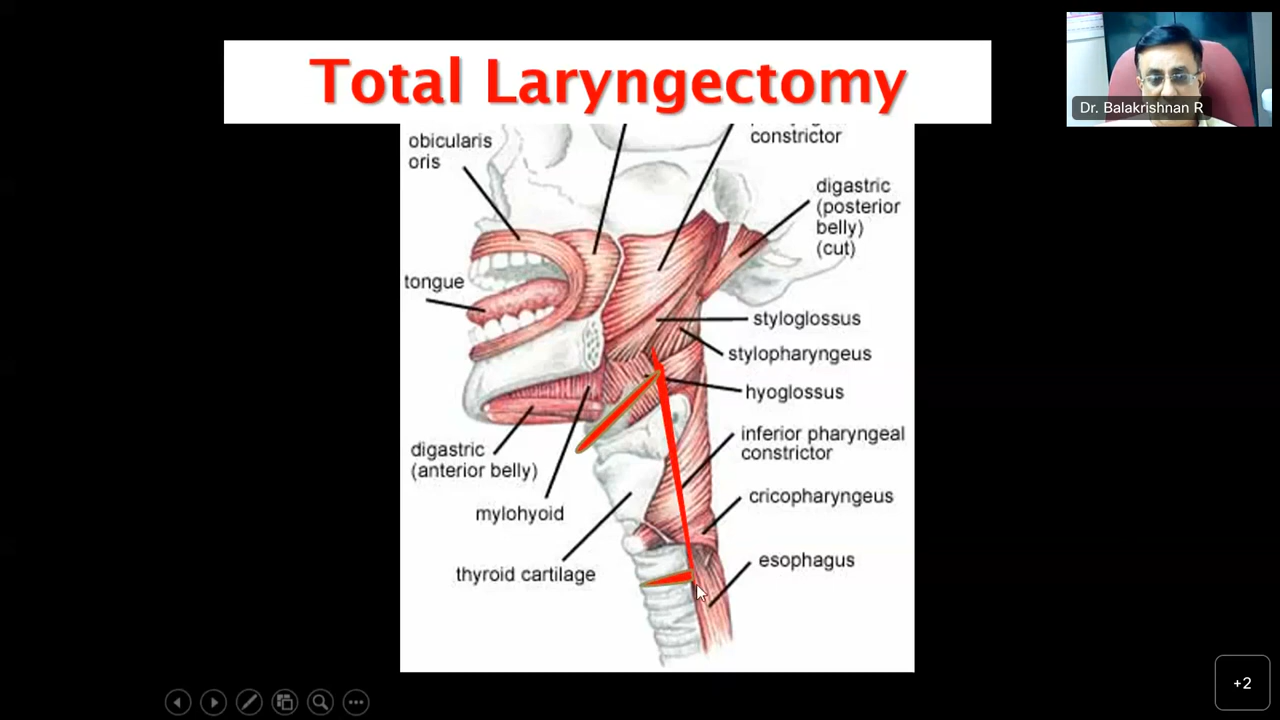 Total Laryngectomy
Dr. Balakrishnan R
constrictor
obicularis
oris
digastric
(posterior
belly)
(cut)
tongue
styloglossus
stylopharyngeus
hyoglossus
inferior pharyngeal
constrictor
digastric
(anterior belly)
cricopharyngeus
mylohyoid
esophagus
thyroid cartilage
+2